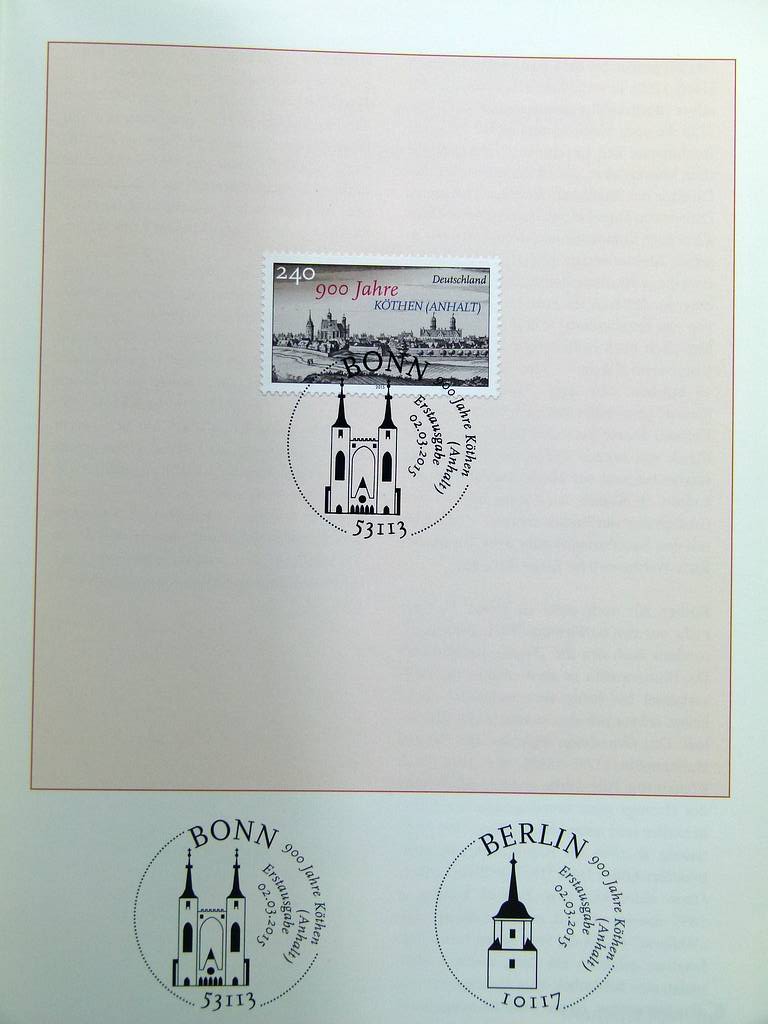 240
Deutschland
900 Jahre
KÖTHEN (ANHALT)
2015
BONN
900 Jahre Köthen
(Anhalt)
Erstausgabe
02.03.2015
53113
BONN
900 Jahre Köthen
(Anhalt)
Erstausgabe
02.03.2015
53113
BERLIN
900 Jahre Köthen
(Anhalt)
Erstausgabe
02.03.2015
10117